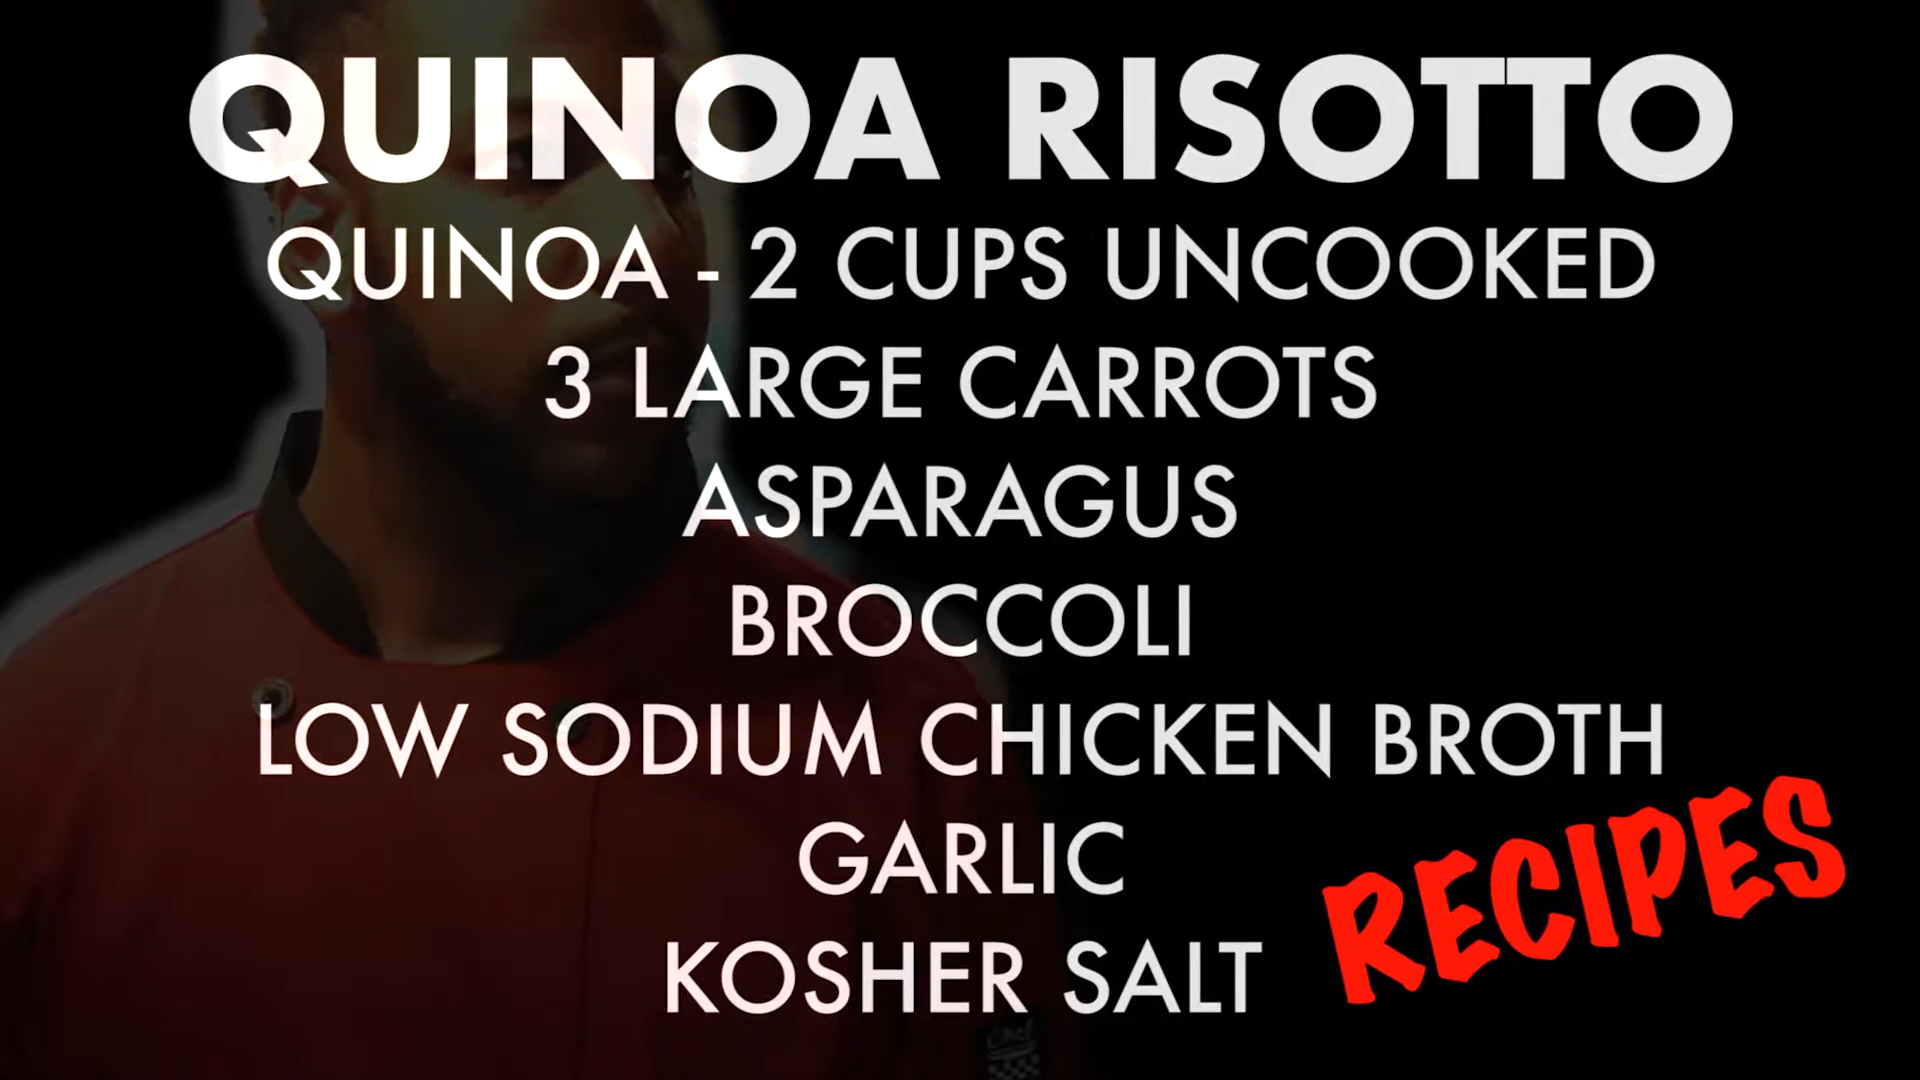 QUINOA RISOTTO
QUINOA - 2 CUPS UNCOOKED
3 LARGE CARROTS
ASPARAGUS
BROCCOLI
LOW SODIUM CHICKEN BROTH
GARLIC
KOSHER SALT
RECIPES
Chef